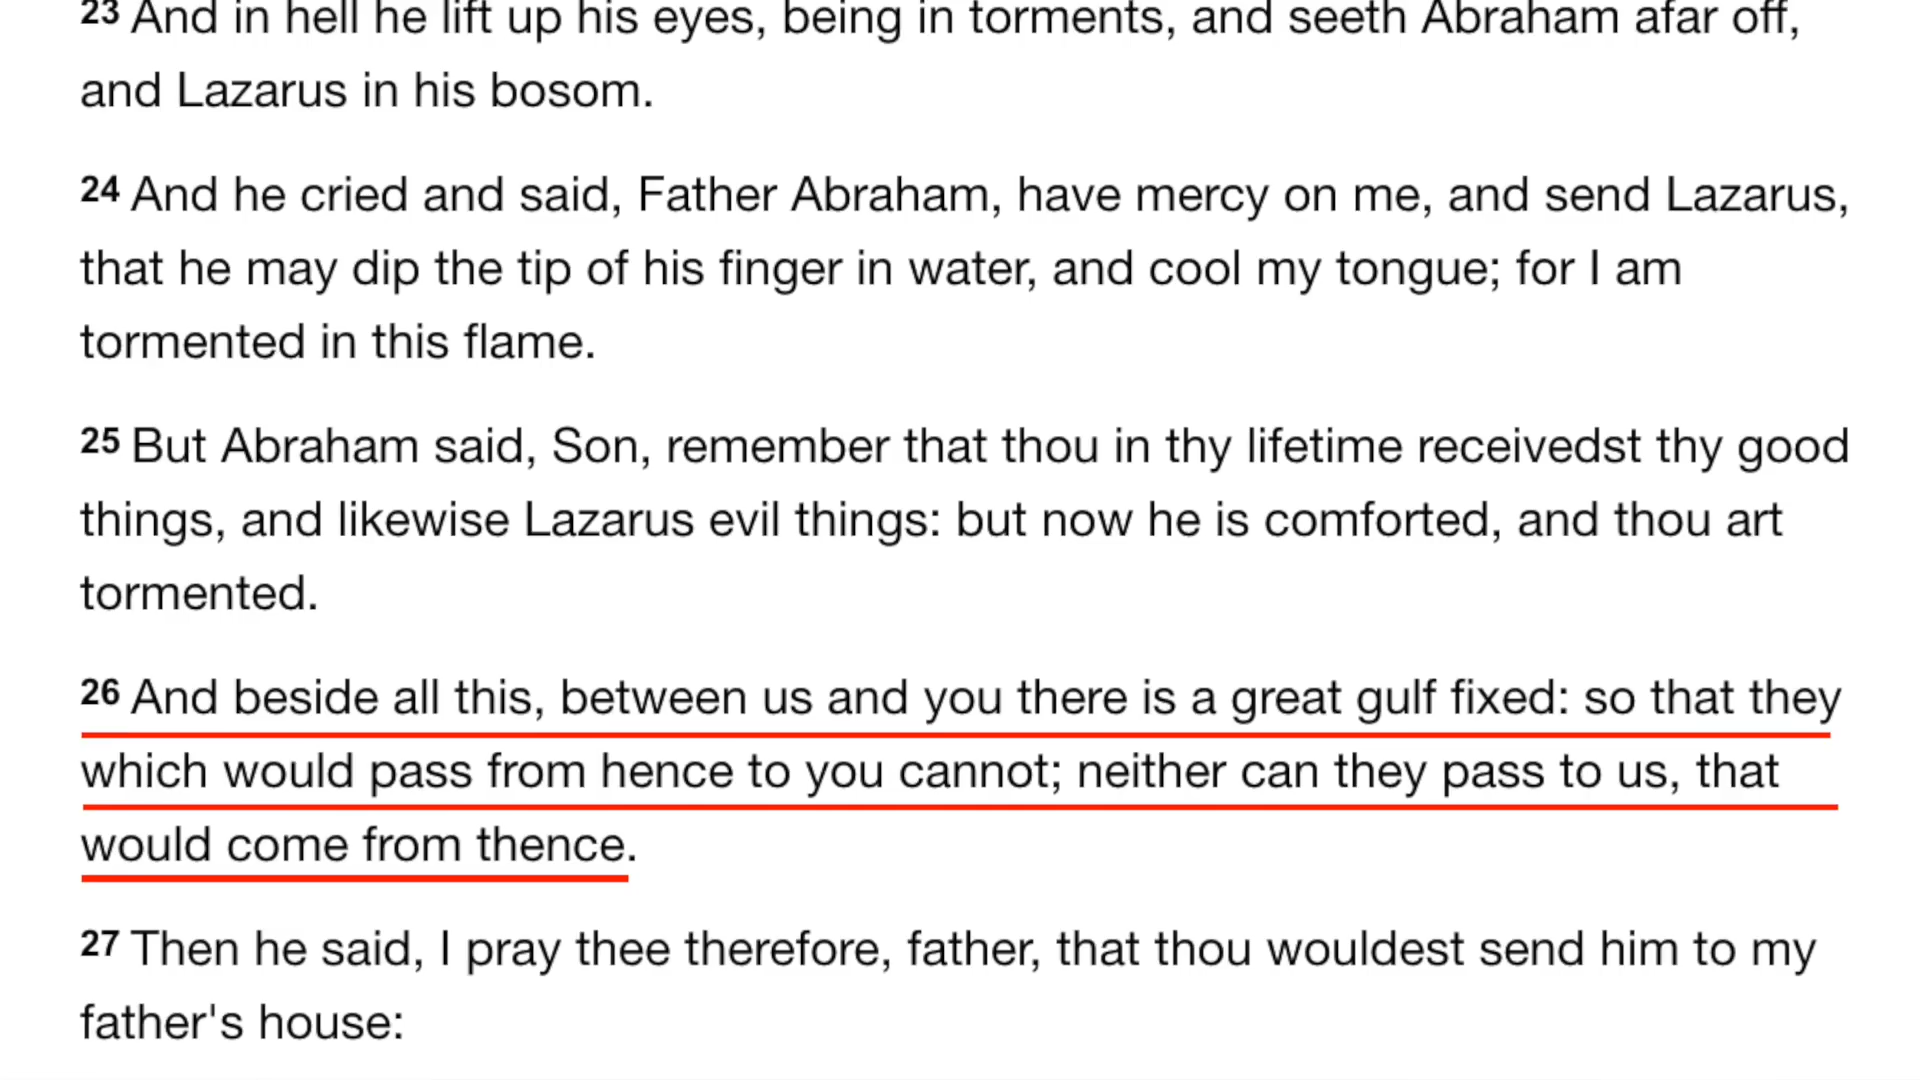 23 And in hell he lift up his eyes, being in torments, and seeth Abraham afar off,
and Lazarus in his bosom.
24 And he cried and said, Father Abraham, have mercy on me, and send Lazarus,
that he may dip the tip of his finger in water, and cool my tongue; for I am
tormented in this flame.
25 But Abraham said, Son, remember that thou in thy lifetime receivedst thy good
things, and likewise Lazarus evil things: but now he is comforted, and thou art
tormented.
26 And beside all this, between us and you there is a great gulf fixed: so that they
which would pass from hence to you cannot; neither can they pass to us, that
would come from thence.
27 Then he said, I pray thee therefore, father, that thou wouldest send him to my
father's house: